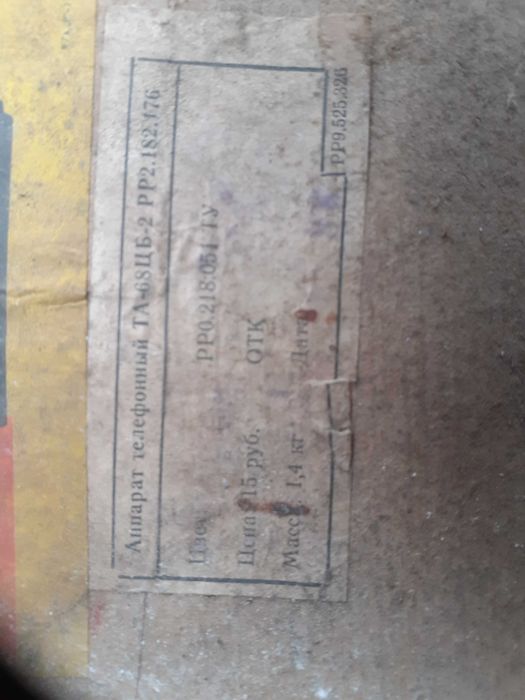 Аппарат телефонный ТА-68ЦБ-2 РР2.182.176
Цвет РР0.218.051 ТУ
Цена 15 руб. ОТК
Масса 1,4 кг Дата
РР9.525.326